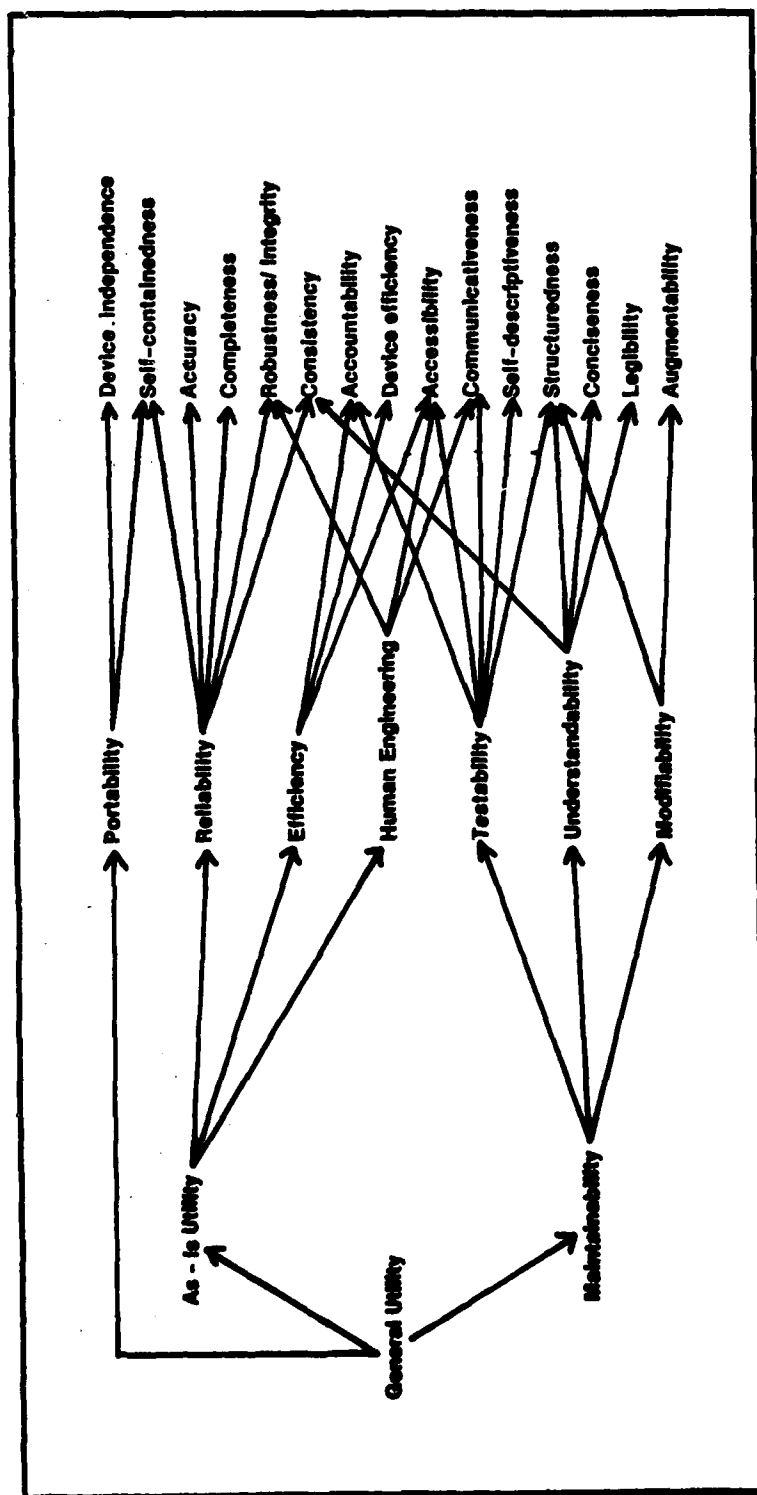 General Utility
As - is Utility
Maintainability
Portability
Reliability
Efficiency
Human Engineering
Testability
Understandability
Modifiability
Device. Independence
Self-containedness
Accuracy
Completeness
Robustness/ Integrity
Consistency
Accountability
Device efficiency
Accessibility
Communicativeness
Self-descriptiveness
Structuredness
Conciseness
Legibility
Augmentability